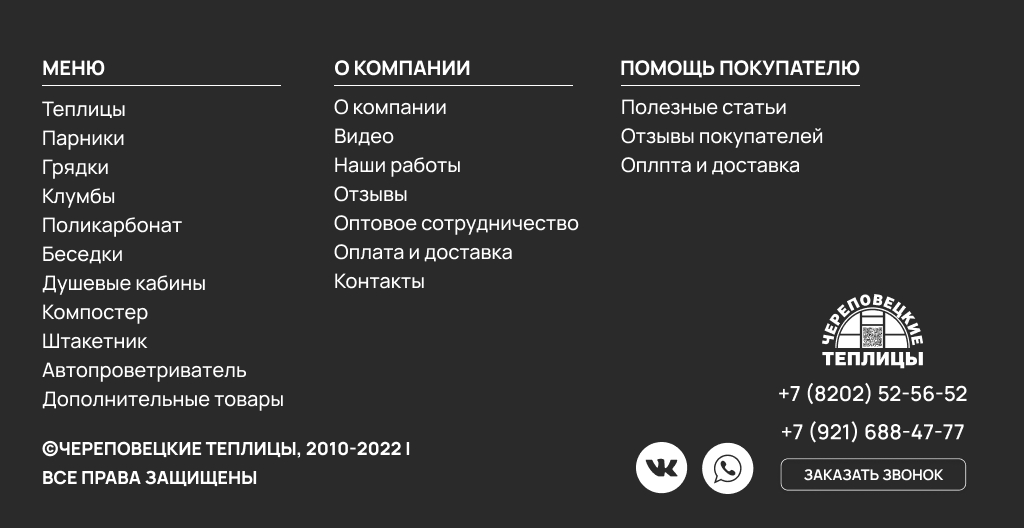 МЕНЮ
Теплицы
Парники
Грядки
Клумбы
Поликарбонат
Беседки
Душевые кабины
Компостер
Штакетник
Автопроветриватель
Дополнительные товары
О КОМПАНИИ
О компании
Видео
Наши работы
Отзывы
Оптовое сотрудничество
Оплата и доставка
Контакты
ПОМОЩЬ ПОКУПАТЕЛЮ
Полезные статьи
Отзывы покупателей
Оплпта и доставка
ЧЕРЕПОВЕЦКИЕ
ТЕПЛИЦЫ
+7 (8202) 52-56-52
+7 (921) 688-47-77
ЗАКАЗАТЬ ЗВОНОК
©ЧЕРЕПОВЕЦКИЕ ТЕПЛИЦЫ, 2010-2022 I
ВСЕ ПРАВА ЗАЩИЩЕНЫ